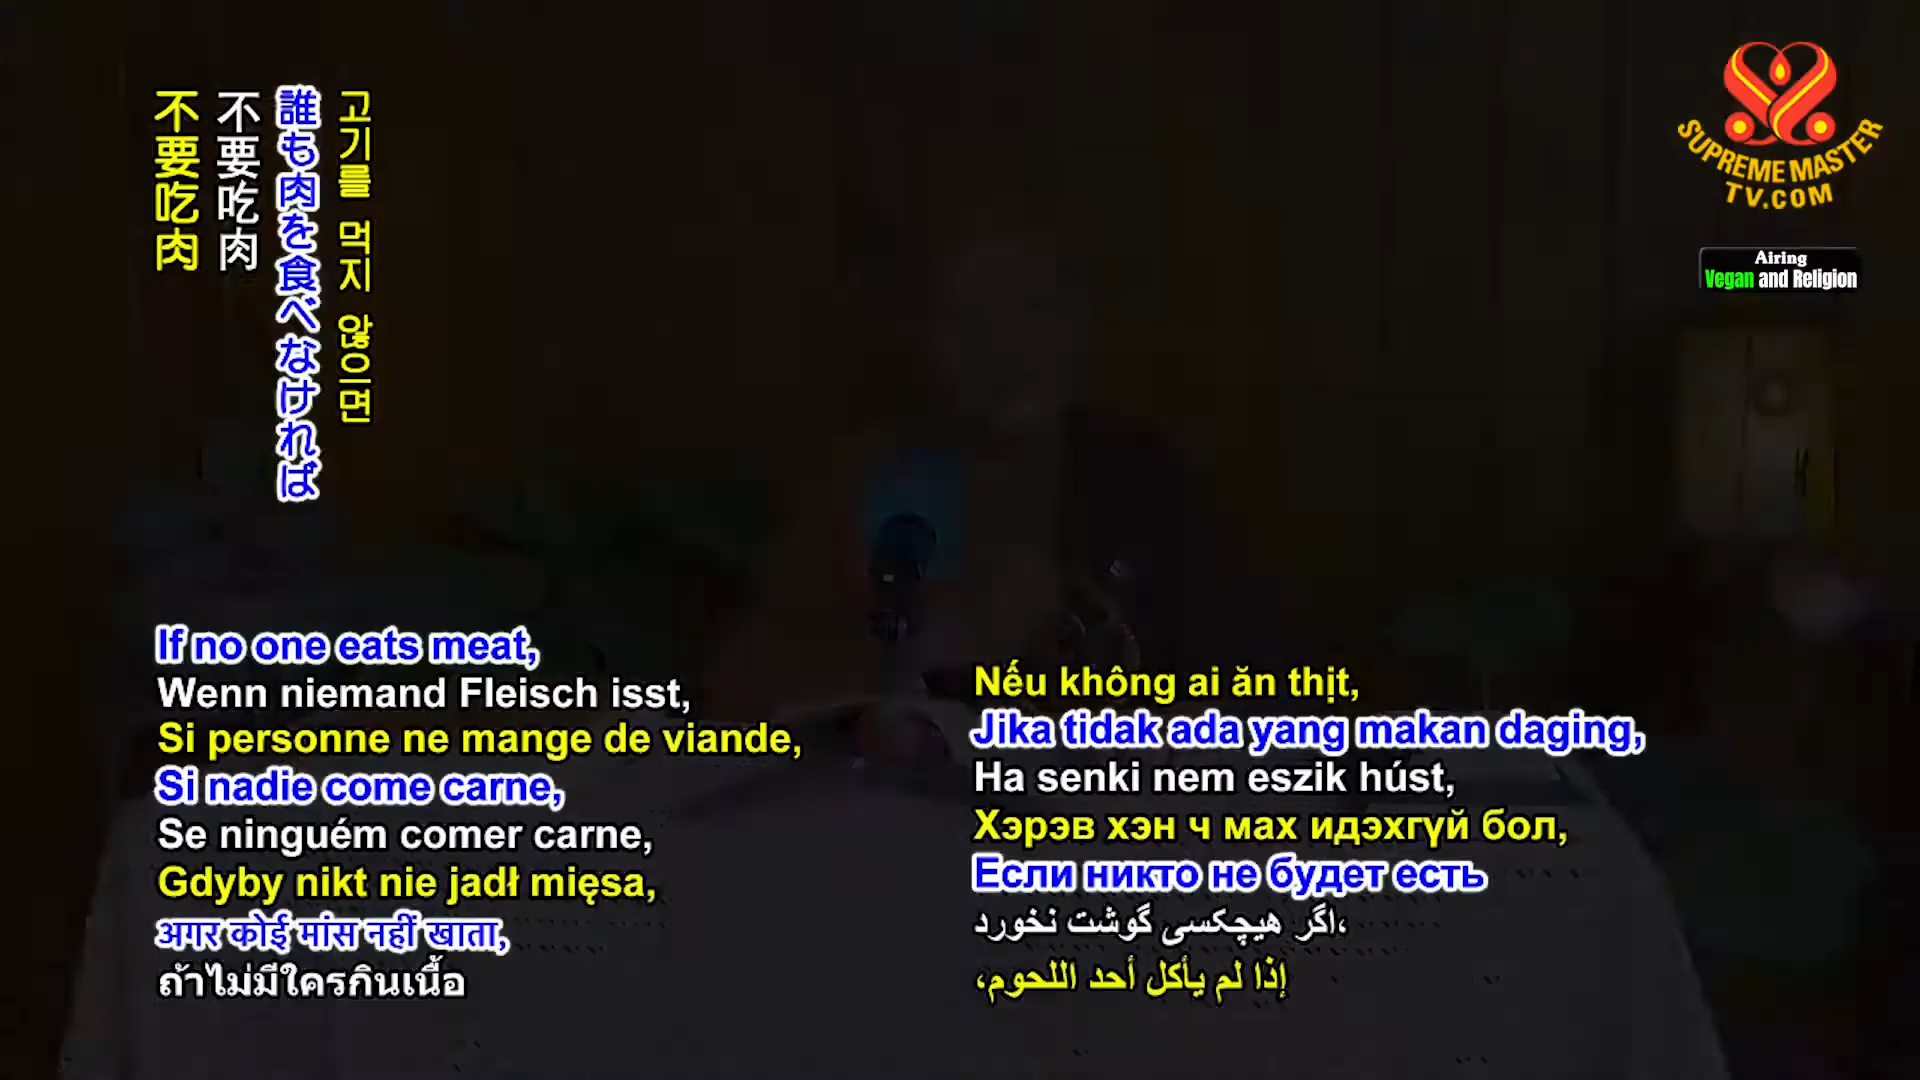 不要吃肉
不要吃肉
誰も肉を食べなければ
고기를 먹지 않으면
SUPREME MASTER
TV.COM
Airing
Vegan and Religion
If no one eats meat,
Wenn niemand Fleisch isst,
Si personne ne mange de viande,
Si nadie come carne,
Se ninguém comer carne,
Gdyby nikt nie jadł mięsa,
अगर कोई मांस नहीं खाता,
ถ้าไม่มีใครกินเนื้อ
Nếu không ai ăn thịt,
Jika tidak ada yang makan daging,
Ha senki nem eszik húst,
Хэрэв хэн ч мах идэхгүй бол,
Если никто не будет есть
اگر هیچکسی گوشت نخورد،
إذا لم يأكل أحد اللحوم،